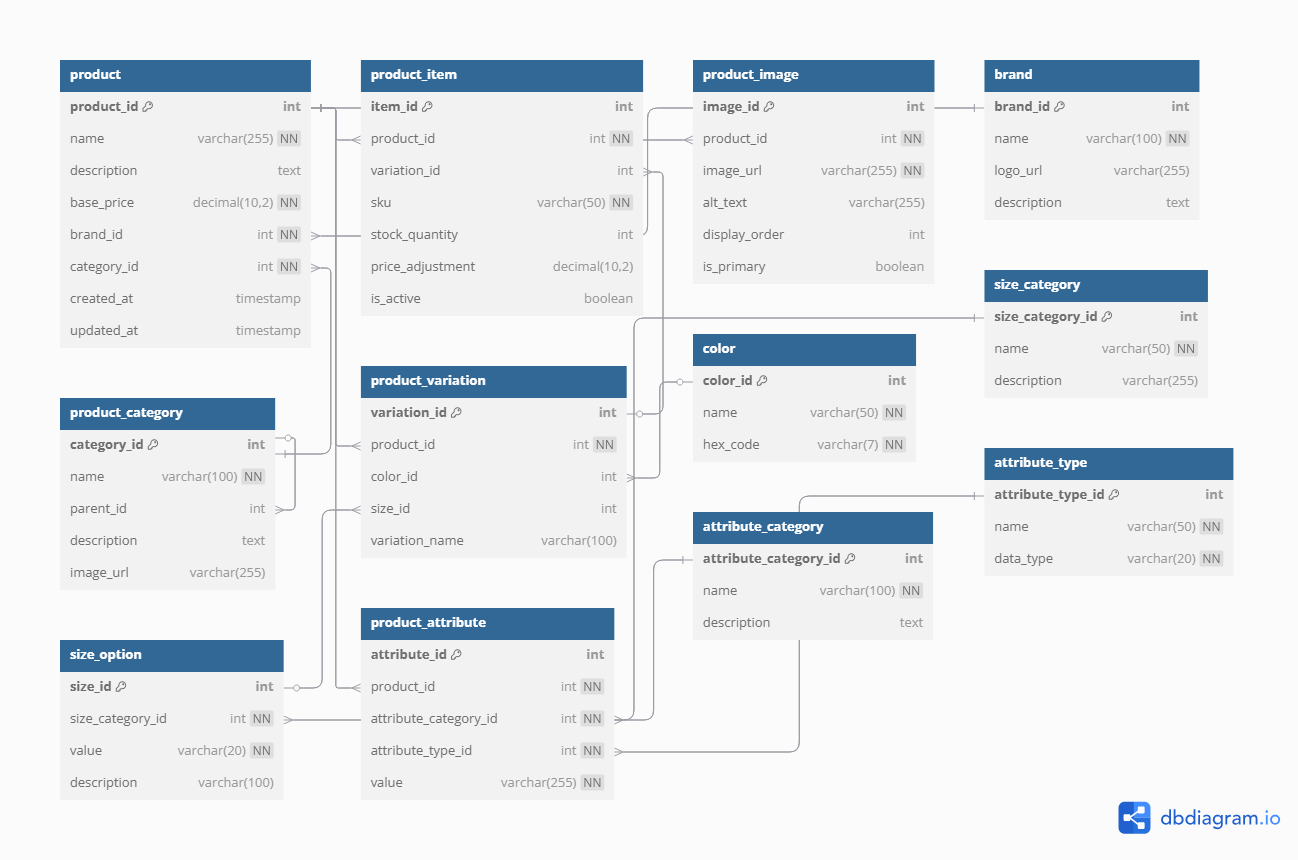 product
product_id int
name varchar(255) NN
description text
base_price decimal(10,2) NN
brand_id int NN
category_id int NN
created_at timestamp
updated_at timestamp
product_item
item_id int
product_id int NN
variation_id int
sku varchar(50) NN
stock_quantity int
price_adjustment decimal(10,2)
is_active boolean
product_image
image_id int
product_id int NN
image_url varchar(255) NN
alt_text varchar(255)
display_order int
is_primary boolean
brand
brand_id int
name varchar(100) NN
logo_url varchar(255)
description text
size_category
size_category_id int
name varchar(50) NN
description varchar(255)
color
color_id int
name varchar(50) NN
hex_code varchar(7) NN
product_variation
variation_id int
product_id int NN
color_id int
size_id int
variation_name varchar(100)
product_category
category_id int
name varchar(100) NN
parent_id int
description text
image_url varchar(255)
attribute_type
attribute_type_id int
name varchar(50) NN
data_type varchar(20) NN
attribute_category
attribute_category_id int
name varchar(100) NN
description text
product_attribute
attribute_id int
product_id int NN
attribute_category_id int NN
attribute_type_id int NN
value varchar(255) NN
size_option
size_id int
size_category_id int NN
value varchar(20) NN
description varchar(100)
dbdiagram.io